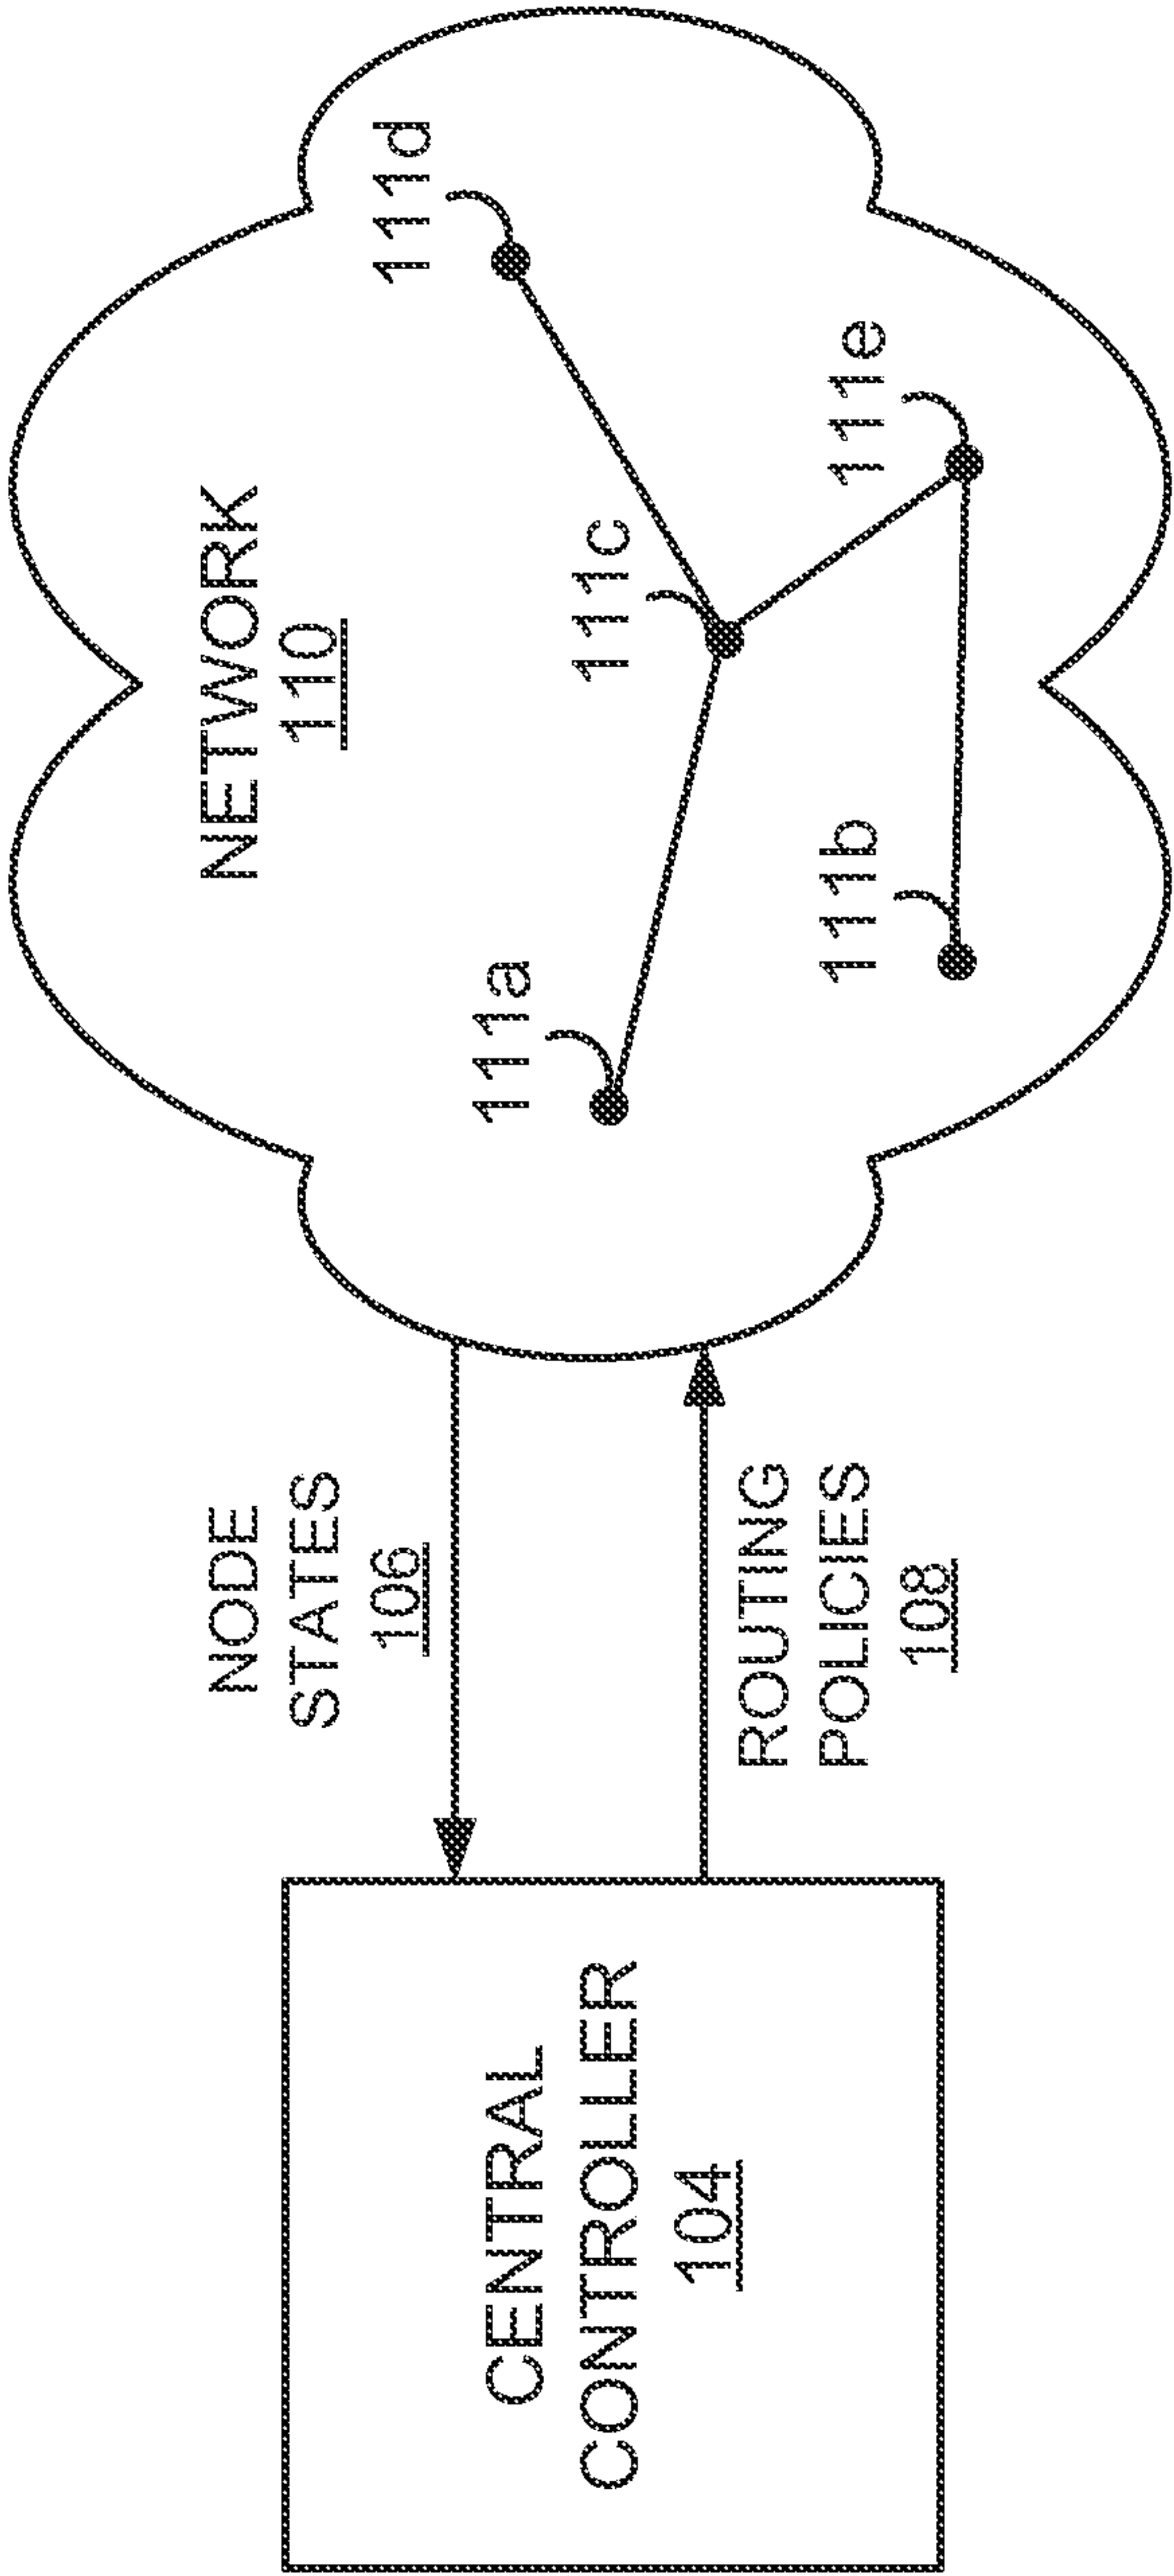 CENTRAL
CONTROLLER
104
NODE
STATES
106
ROUTING
POLICIES
108
NETWORK
110
111a
111b
111c
111d
111e